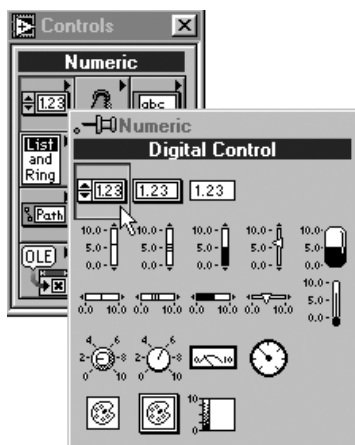 Controls
Numeric
1.23
abc
List
and
Ring
Path
OLE
Numeric
Digital Control
1.23 1.23 1.23
10.0 10.0 10.0 10.0 10.0
5.0 5.0 5.0 5.0 5.0
0.0 0.0 0.0 0.0 0.0
10.0
0.0 10.0 0.0 10.0 0.0 10.0 0.0 10.0 5.0
0.0
4 6 4 6
2 8 2 8
0 10 0 10
10
0